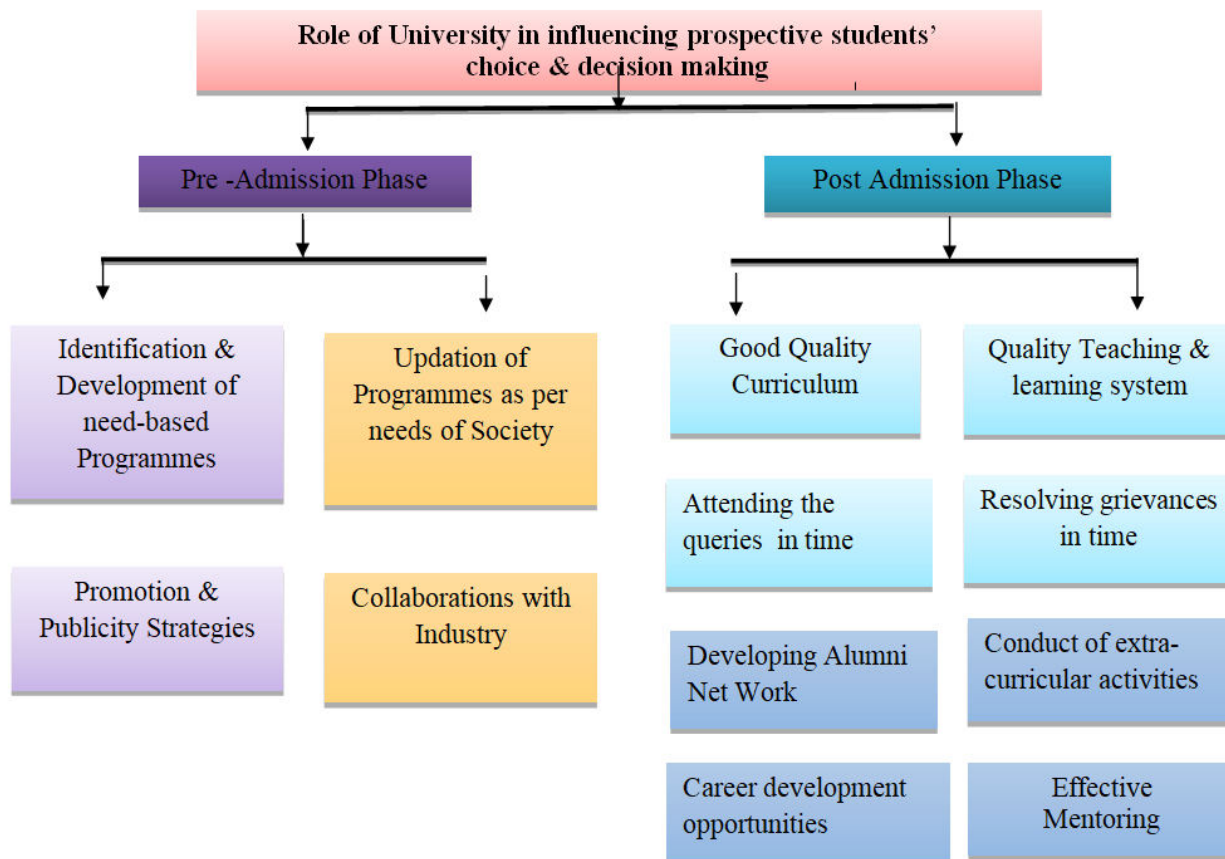 Role of University in influencing prospective students’
choice & decision making
Pre -Admission Phase
Post Admission Phase
Identification &
Development of
need-based
Programmes
Updation of
Programmes as per
needs of Society
Good Quality
Curriculum
Quality Teaching &
learning system
Attending the
queries  in time
Resolving grievances
in time
Promotion &
Publicity Strategies
Collaborations with
Industry
Developing Alumni
Net Work
Conduct of extra-
curricular activities
Career development
opportunities
Effective
Mentoring